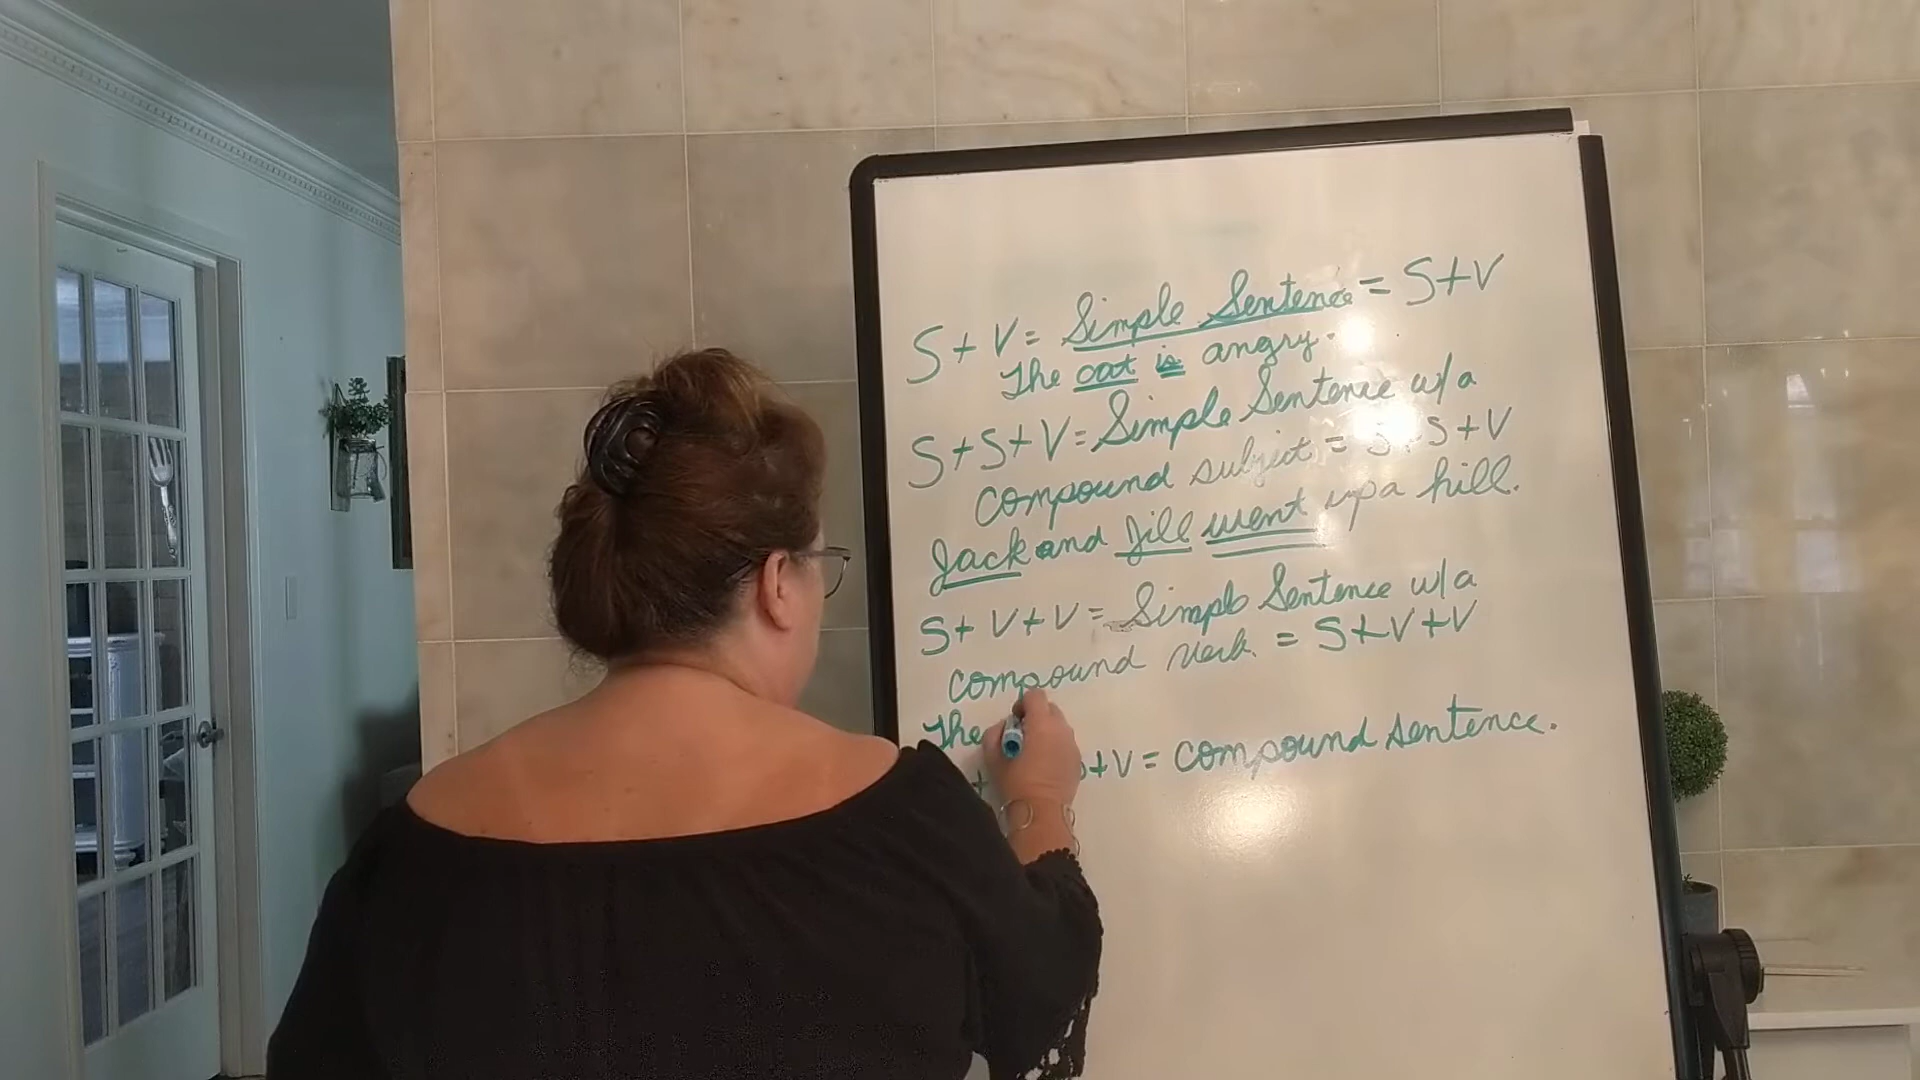 S+V= Simple Sentence = S+V
The cat is angry.
S+S+V= Simple Sentence w/a
compound subject = S+S+V
Jack and Jill went up a hill.
S+V+V= Simple Sentence w/a
compound verb. = S+V+V
The
+V= compound sentence.